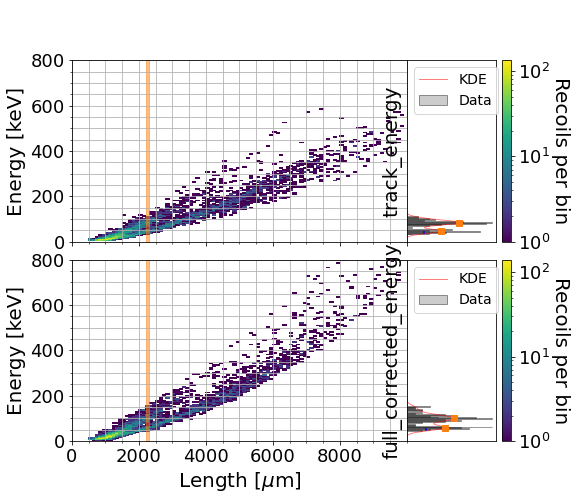 800
600
400
200
0
Energy [keV]
track_energy
KDE
Data
10²
10¹
10⁰
Recoils per bin
800
600
400
200
0
Energy [keV]
full_corrected_energy
KDE
Data
10²
10¹
10⁰
Recoils per bin
0
2000
4000
6000
8000
Length [μm]